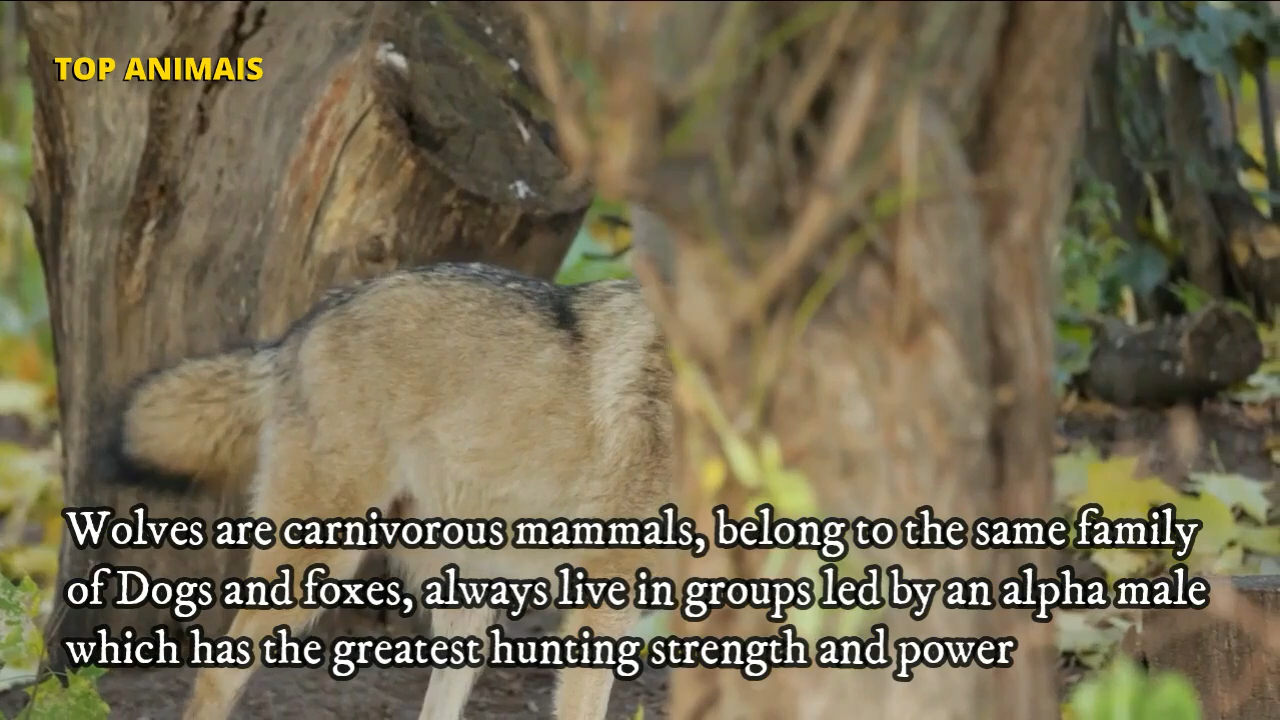 TOP ANIMAIS
Wolves are carnivorous mammals, belong to the same family
of Dogs and foxes, always live in groups led by an alpha male
which has the greatest hunting strength and power